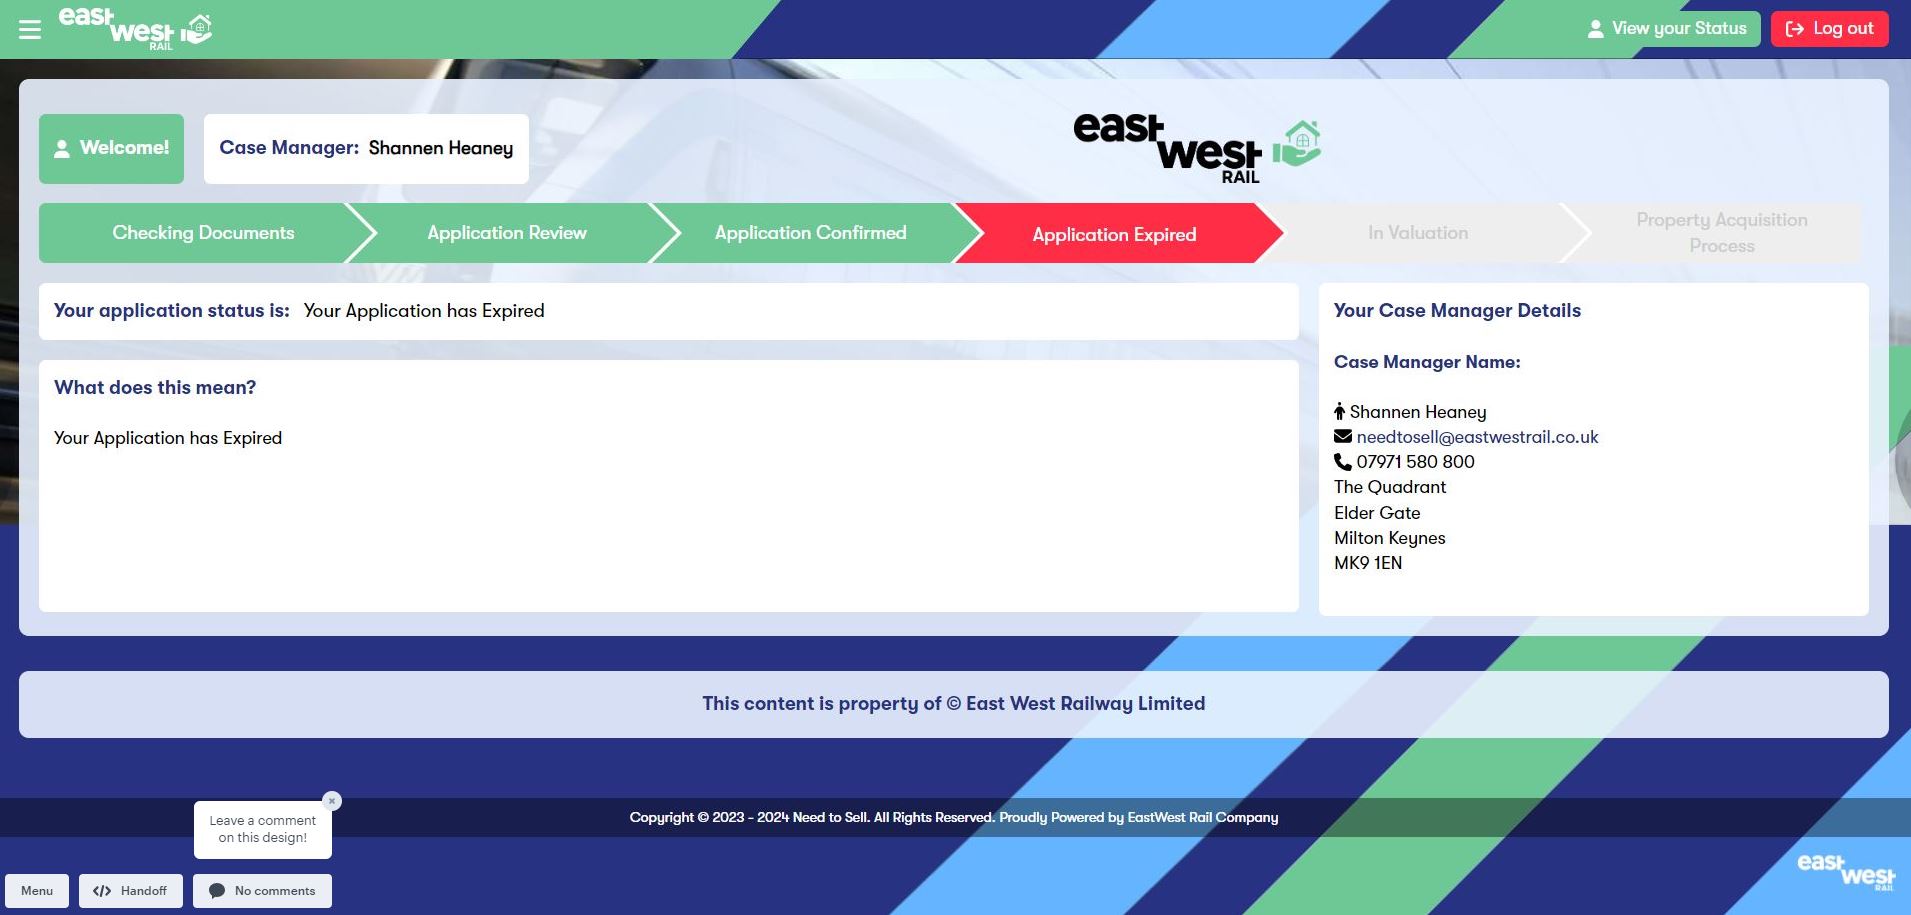 east
west
RAIL
View your Status
Log out
Welcome!
Case Manager: Shannen Heaney
east
west
RAIL
Checking Documents
Application Review
Application Confirmed
Application Expired
In Valuation
Property Acquisition
Process
Your application status is: Your Application has Expired
What does this mean?
Your Application has Expired
Your Case Manager Details
Case Manager Name:
Shannen Heaney
needtosell@eastwestrail.co.uk
07971 580 800
The Quadrant
Elder Gate
Milton Keynes
MK9 1EN
This content is property of © East West Railway Limited
Leave a comment
on this design!
Copyright © 2023 - 2024 Need to Sell. All Rights Reserved. Proudly Powered by EastWest Rail Company
east
west
RAIL
Menu
Handoff
No comments